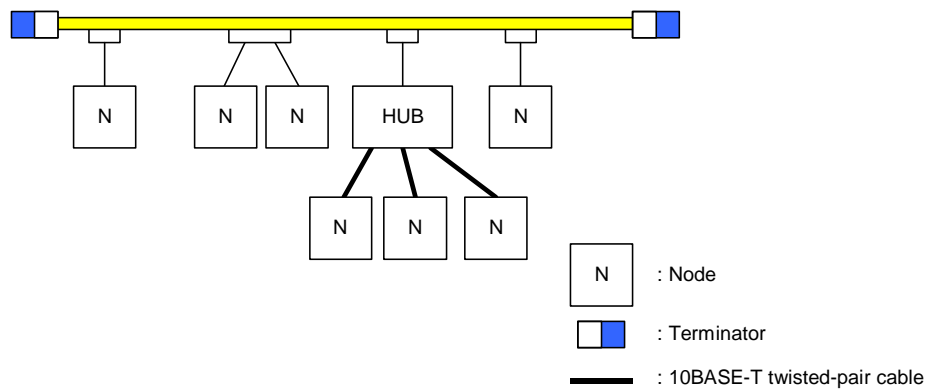 N
N
N
HUB
N
N
N
N
N
: Node
: Terminator
: 10BASE-T twisted-pair cable